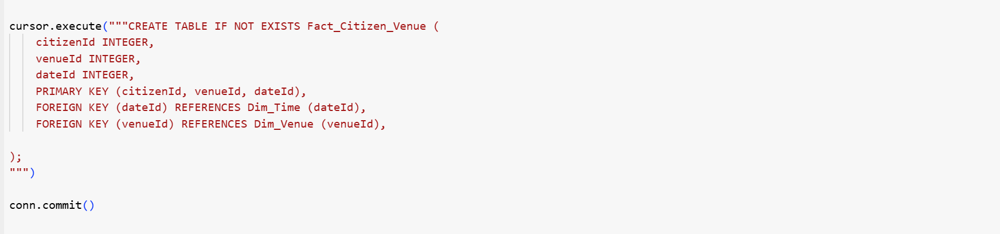 cursor.execute("""CREATE TABLE IF NOT EXISTS Fact_Citizen_Venue (
    citizenId INTEGER,
    venueId INTEGER,
    dateId INTEGER,
    PRIMARY KEY (citizenId, venueId, dateId),
    FOREIGN KEY (dateId) REFERENCES Dim_Time (dateId),
    FOREIGN KEY (venueId) REFERENCES Dim_Venue (venueId),
);
""")
conn.commit()